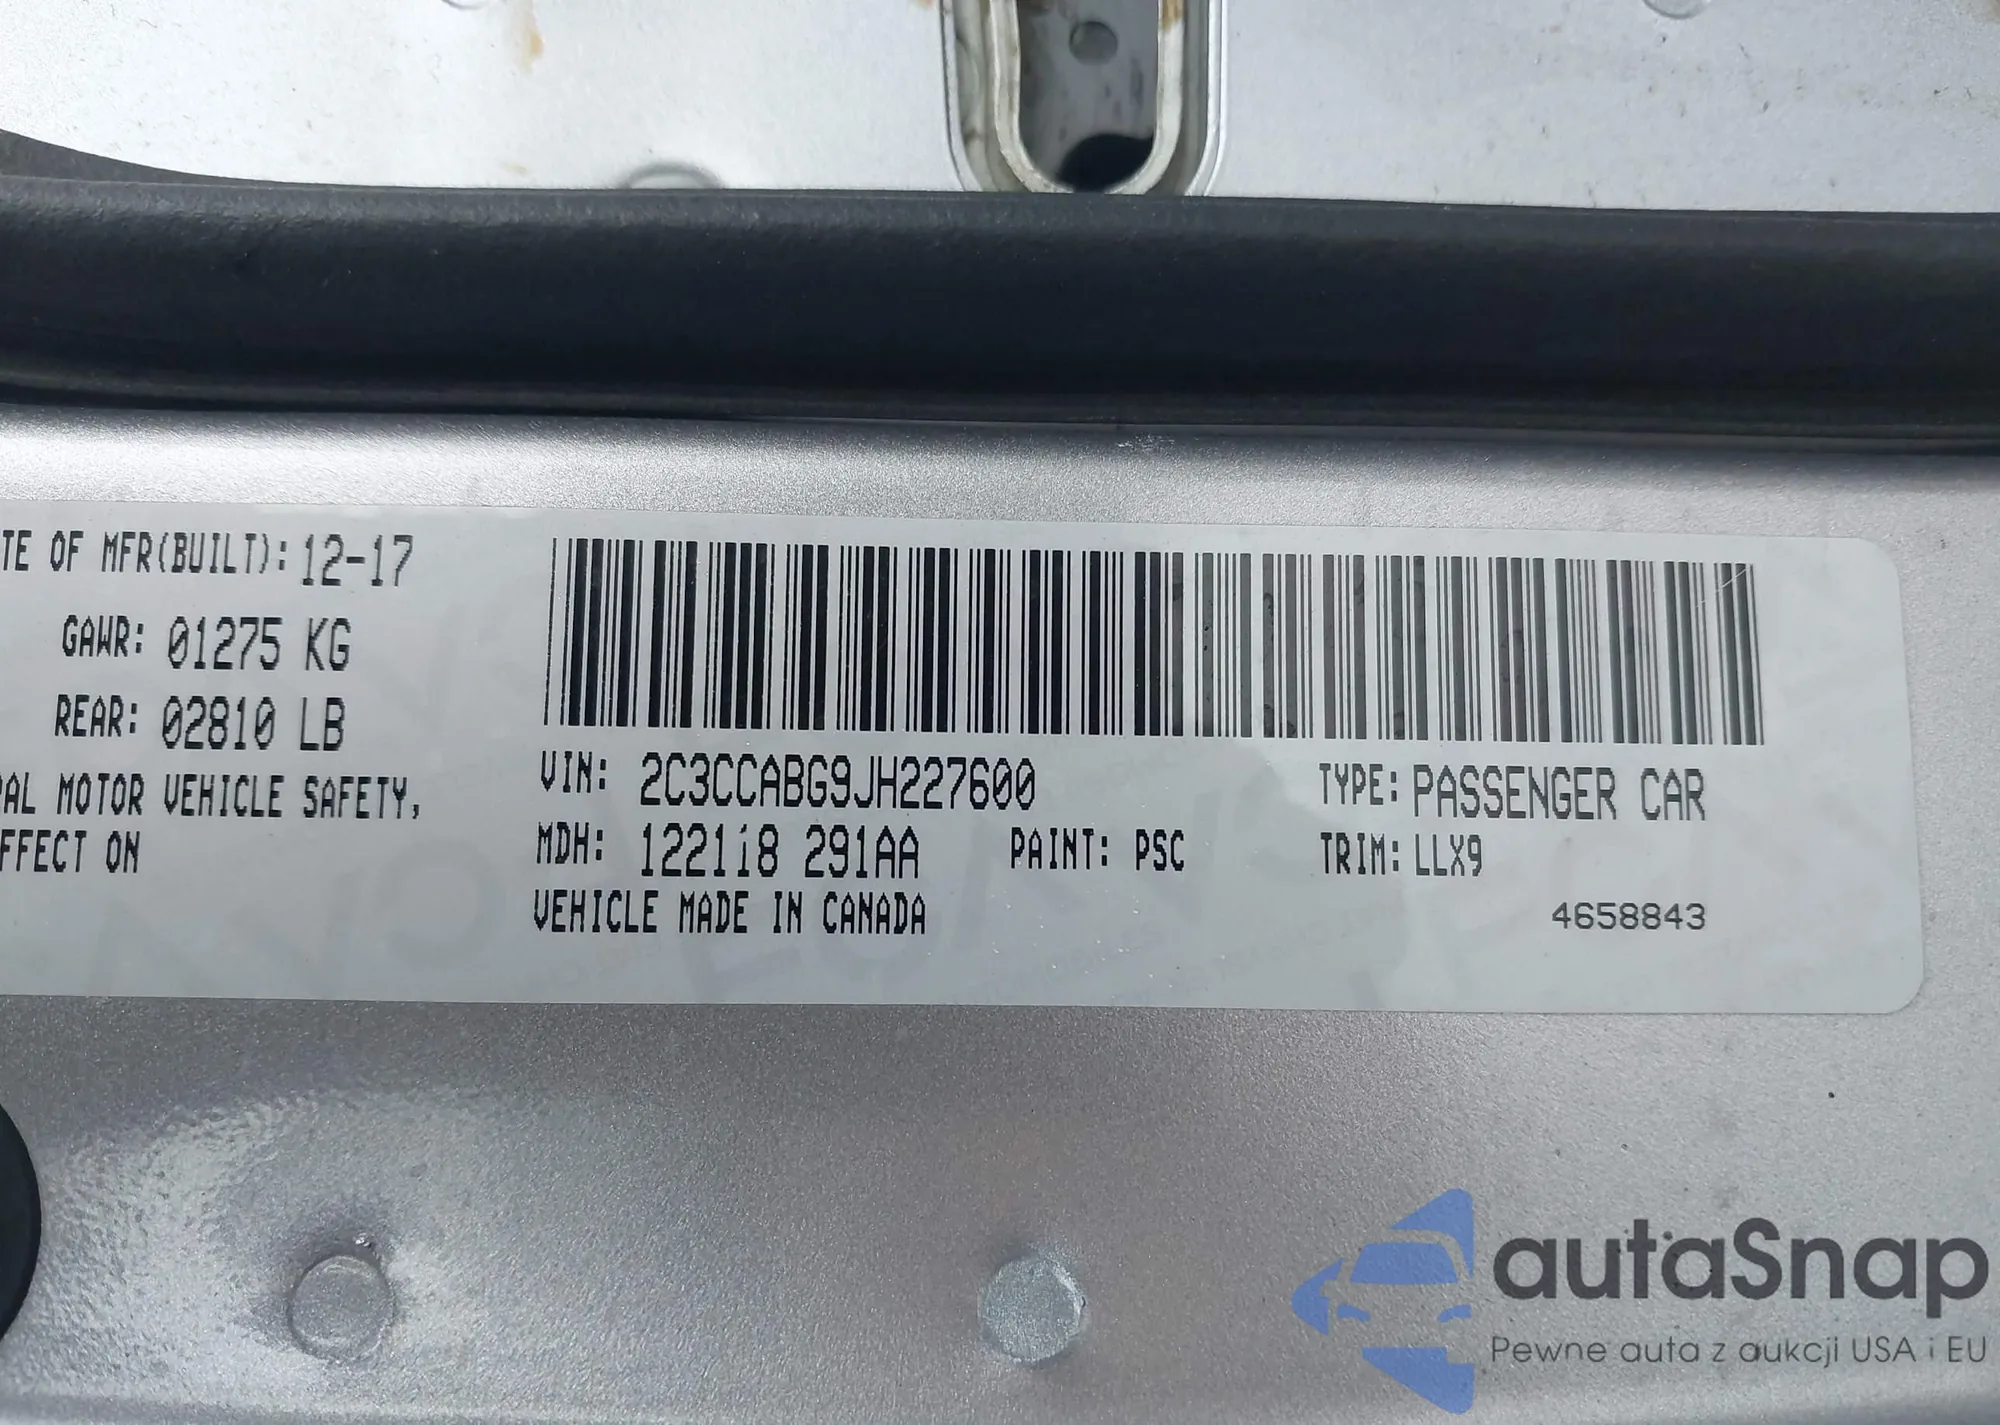 TE OF MFR(BUILT): 12-17
GAWR: 01275 KG
REAR: 02810 LB
RAL MOTOR VEHICLE SAFETY,
FFECT ON
VIN: 2C3CCABG9JH227600
TYPE: PASSENGER CAR
MDH: 122118 291AA
PAINT: PSC
TRIM: LLX9
VEHICLE MADE IN CANADA
4658843
autaSnap
Pewne auta z aukcji USA i EU